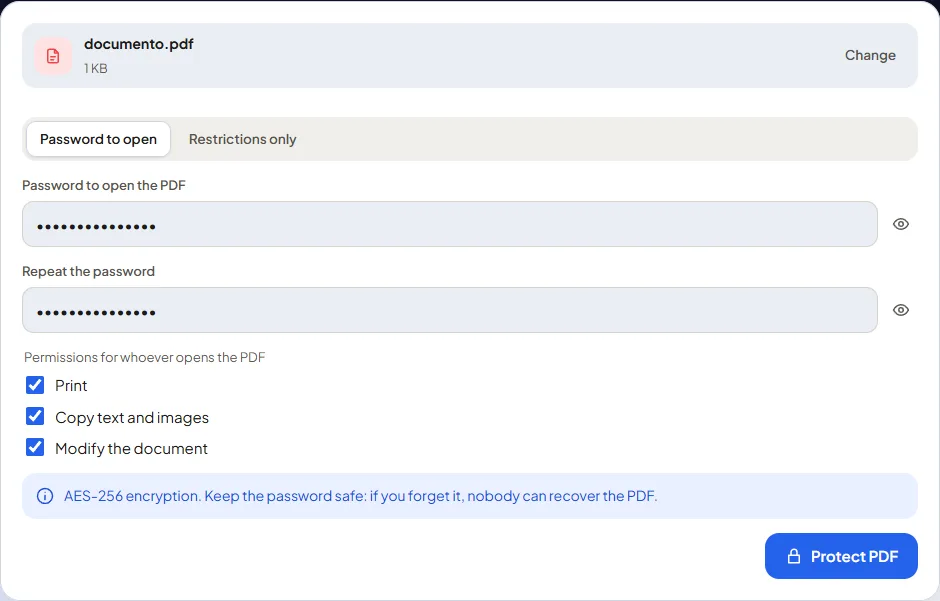 documento.pdf
1 KB
Change
Password to open
Restrictions only
Password to open the PDF
•••••••••••••••
Repeat the password
•••••••••••••••
Permissions for whoever opens the PDF
Print
Copy text and images
Modify the document
AES-256 encryption. Keep the password safe: if you forget it, nobody can recover the PDF.
Protect PDF